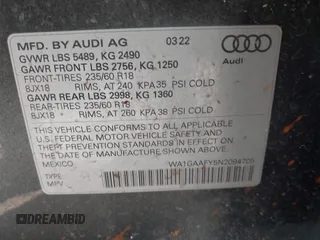 MFD. BY AUDI AG 03 22
GVWR LBS 5489, KG 2490
GAWR FRONT LBS 2756, KG 1250
FRONT-TIRES 235/60 R18
8JX18 RIMS, AT 240 KPA 35 PSI COLD
GAWR REAR LBS 2998, KG 1360
REAR-TIRES 235/60 R18
8JX18 RIMS, AT 260 KPA 38 PSI COLD
THIS VEHICLE CONFORMS TO ALL APPLICABLE
U.S. FEDERAL MOTOR VEHICLE SAFETY AND
THEFT PREVENTION STANDARDS IN EFFECT ON
THE DATE OF MANUFACTURE SHOWN ABOVE.
MEXICO
TYPE:
MPV
DREAMBID